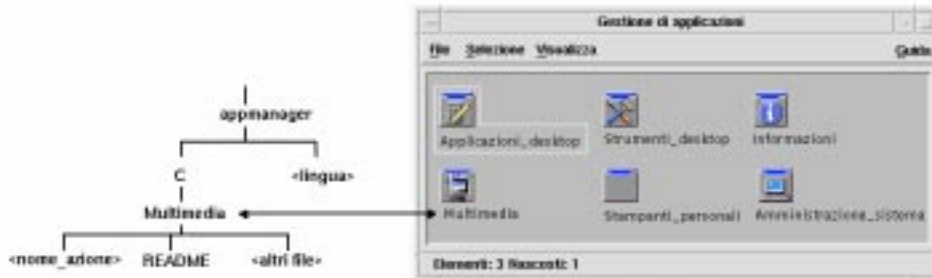 appmanager
C
<lingua>
Multimedia
<nome_azione> README <altri file>
Gestione di applicazioni
File Selezione Visualizza Guida
Applicazioni_desktop Strumenti_desktop Informazioni
Multimedia Stampanti_personali Amministrazione_sistema
Elementi: 3 Nascosti: 1